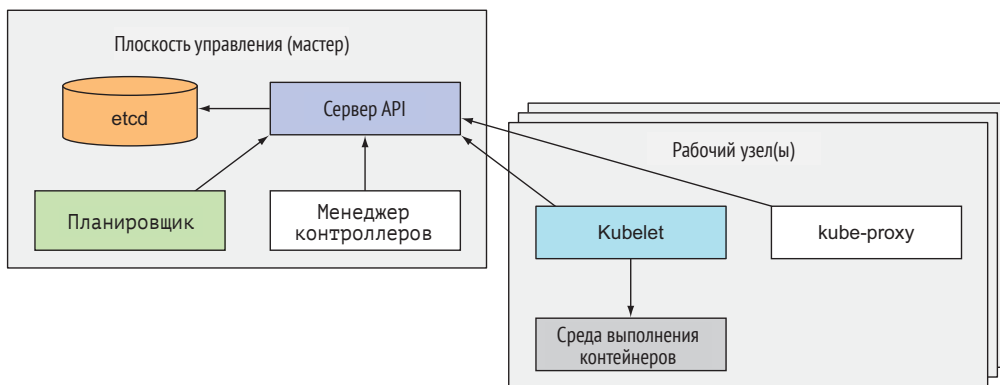 Плоскость управления (мастер)
etcd
Сервер API
Планировщик
Менеджер
контроллеров
Рабочий узел(ы)
Kubelet
kube-proxy
Среда выполнения
контейнеров